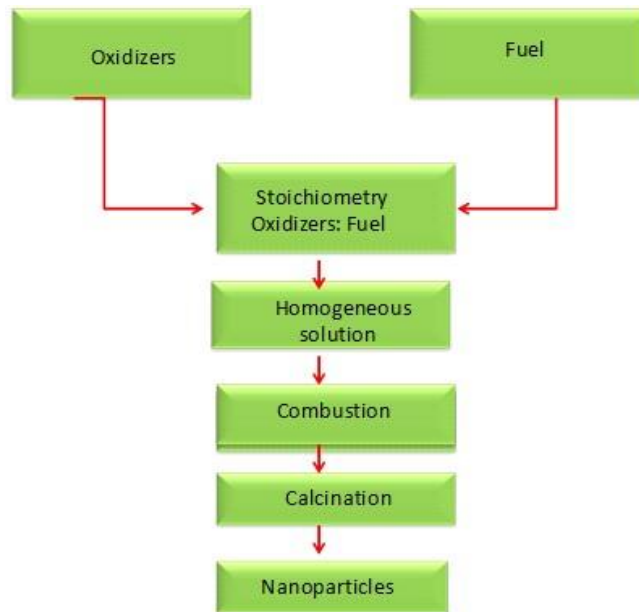 Oxidizers
Fuel
Stoichiometry
Oxidizers: Fuel
Homogeneous
solution
Combustion
Calcination
Nanoparticles